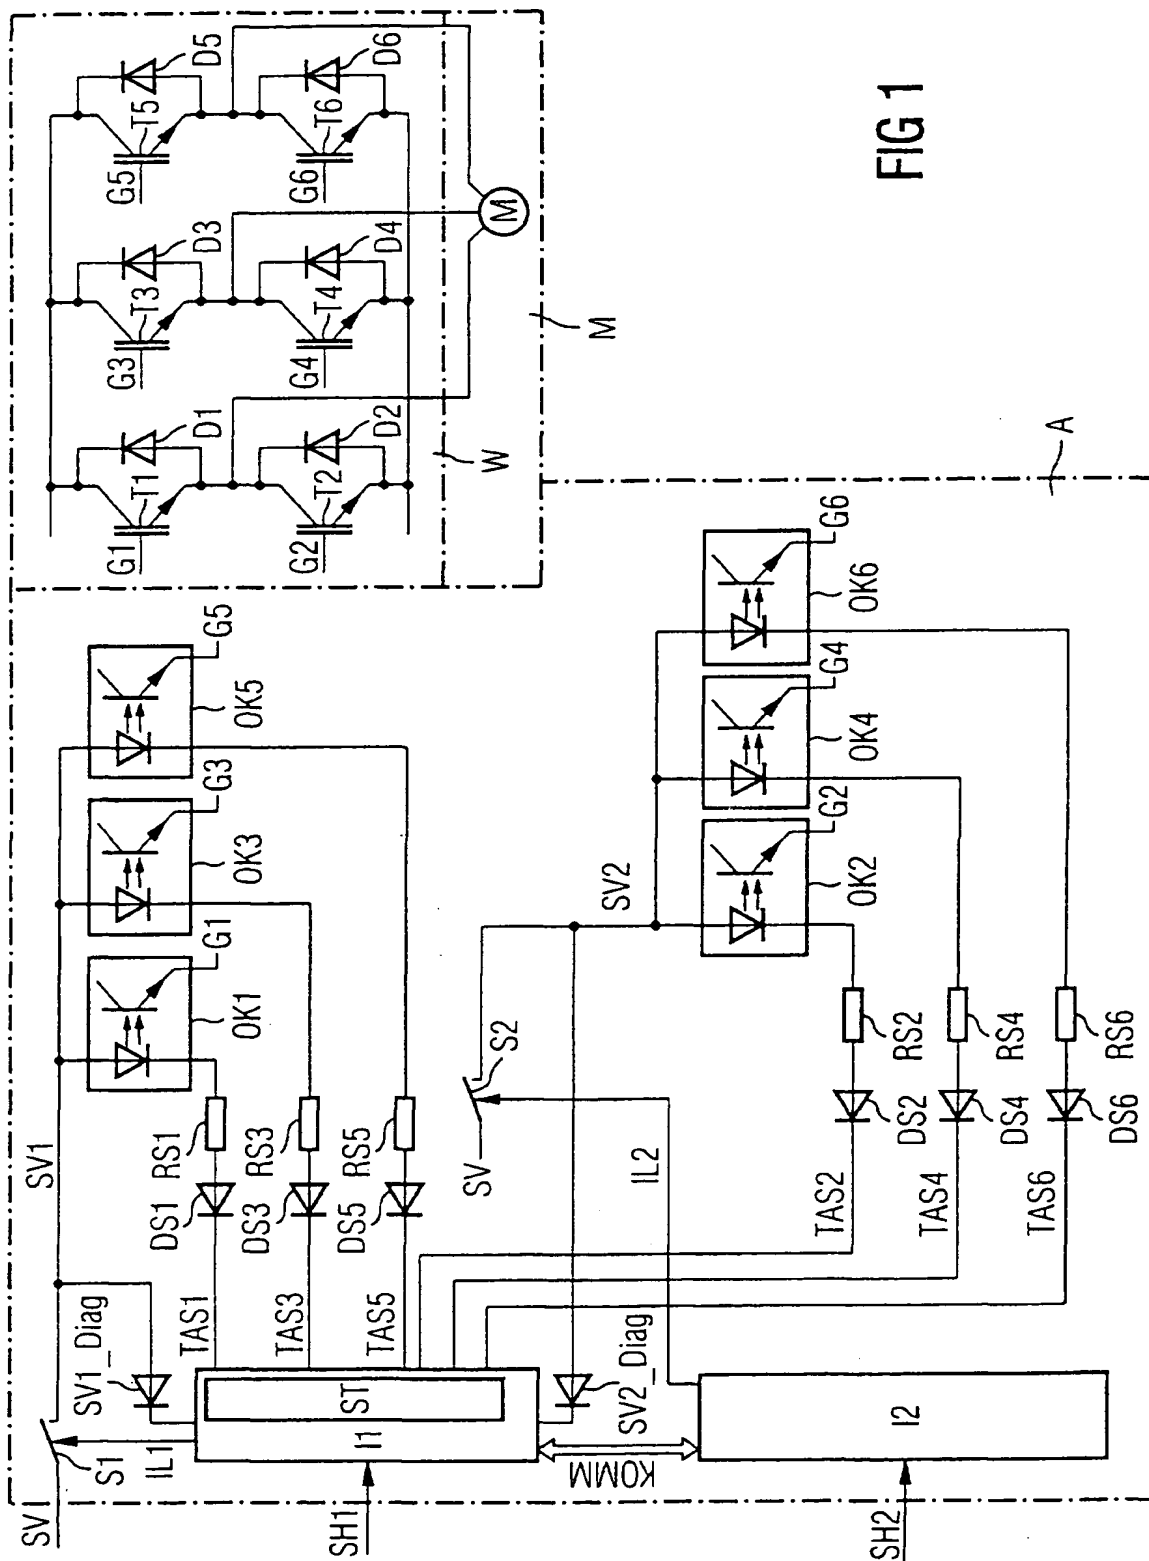 FIG 1
SV
S1
IL1
SV1_Diag
SV1
TAS1
TAS3
TAS5
DS1
DS3
DS5
RS1
RS3
RS5
OK1
OK3
OK5
G1
G3
G5
SH1
I1
ST
KOMM
SH2
I2
SV2_Diag
IL2
SV
S2
SV2
TAS2
TAS4
TAS6
DS2
DS4
DS6
RS2
RS4
RS6
OK2
OK4
OK6
G2
G4
G6
A
G1
T1
D1
G3
T3
D3
G5
T5
D5
G2
T2
D2
G4
T4
D4
G6
T6
D6
W
M
M